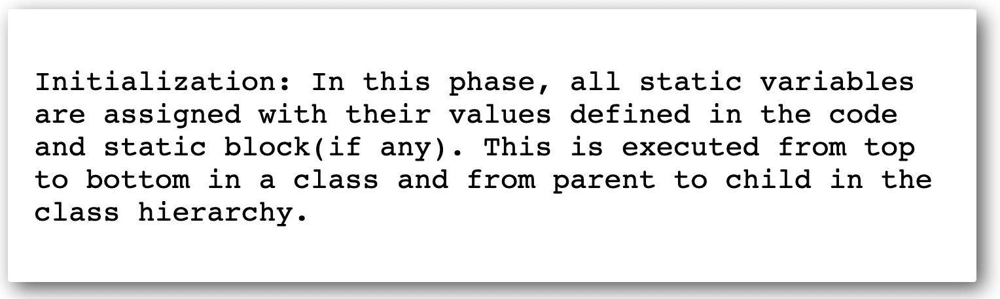 Initialization: In this phase, all static variables
are assigned with their values defined in the code
and static block(if any). This is executed from top
to bottom in a class and from parent to child in the
class hierarchy.